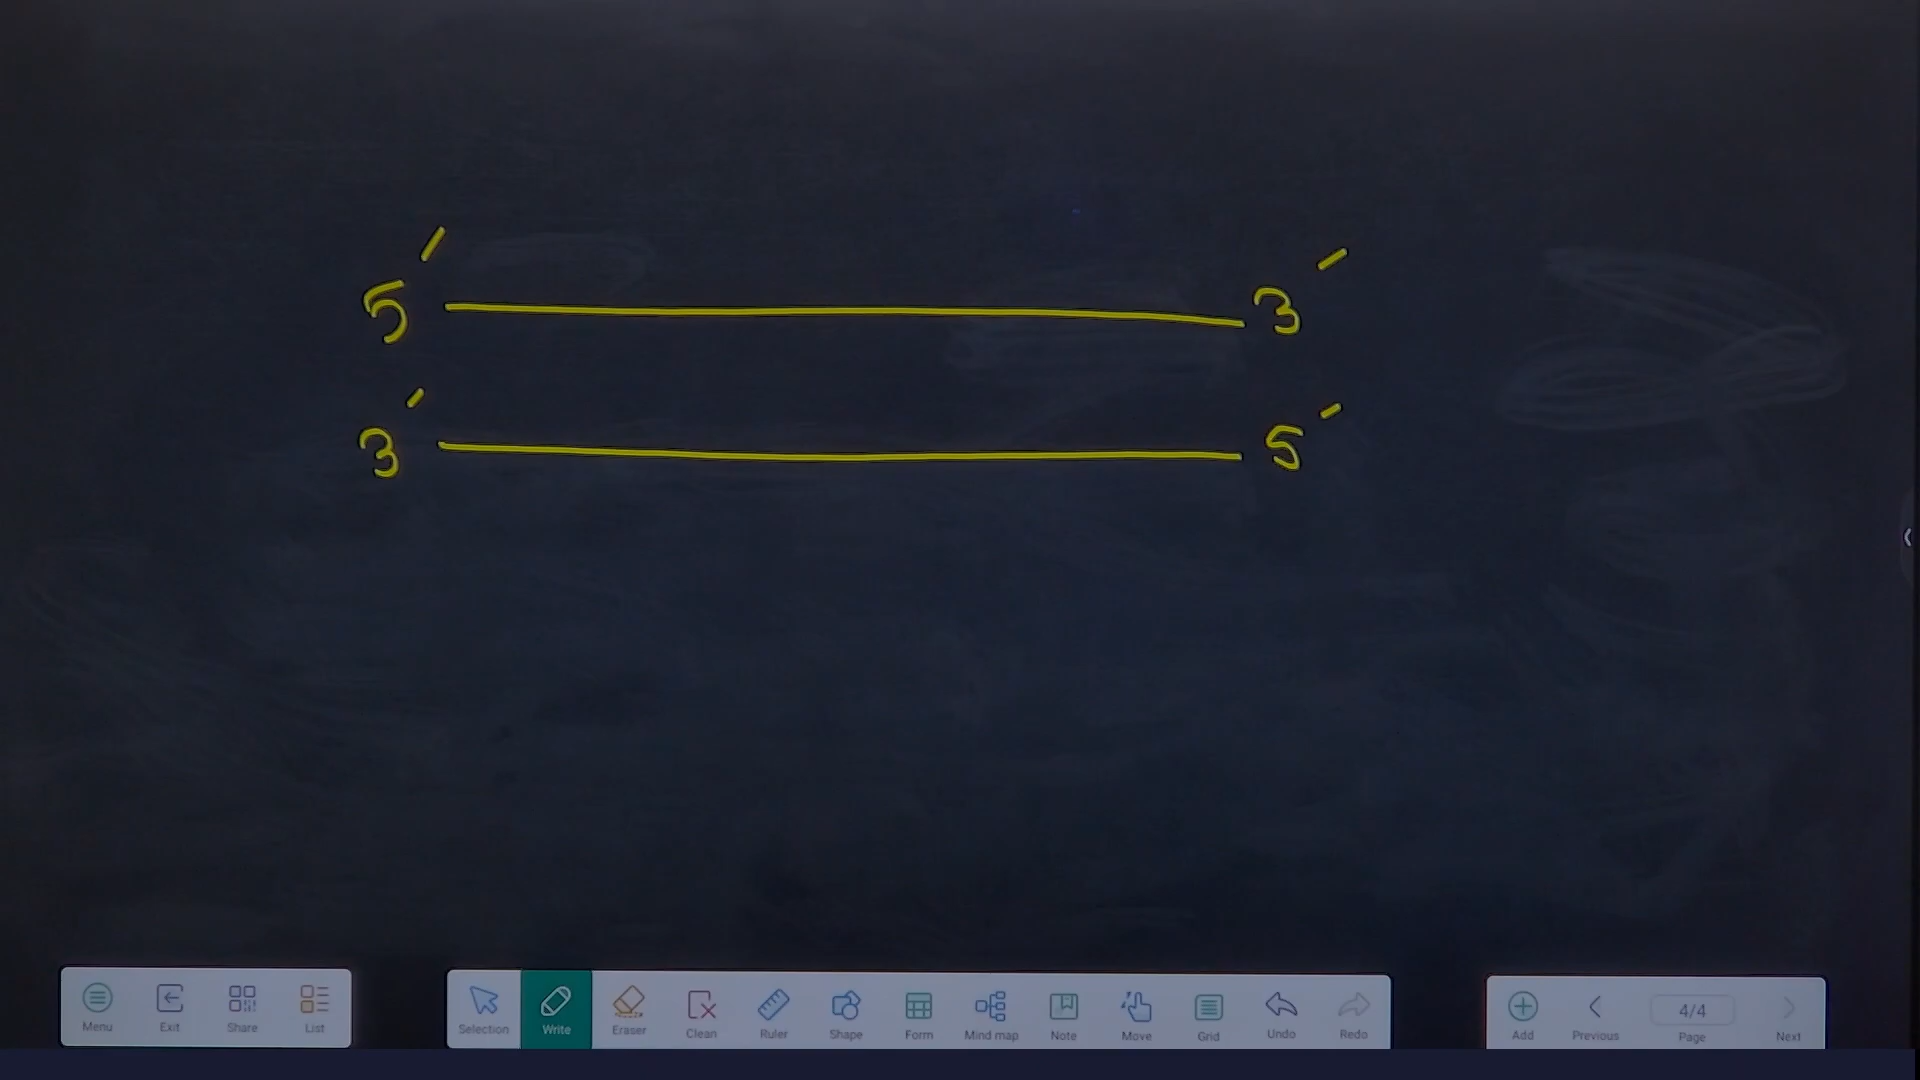 5′ 3′
3′ 5′
Menu Exit Share List Selection Write Eraser Clean Ruler Shape Form Mind map Note Move Grid Undo Redo Add Previous 4/4 Page Next